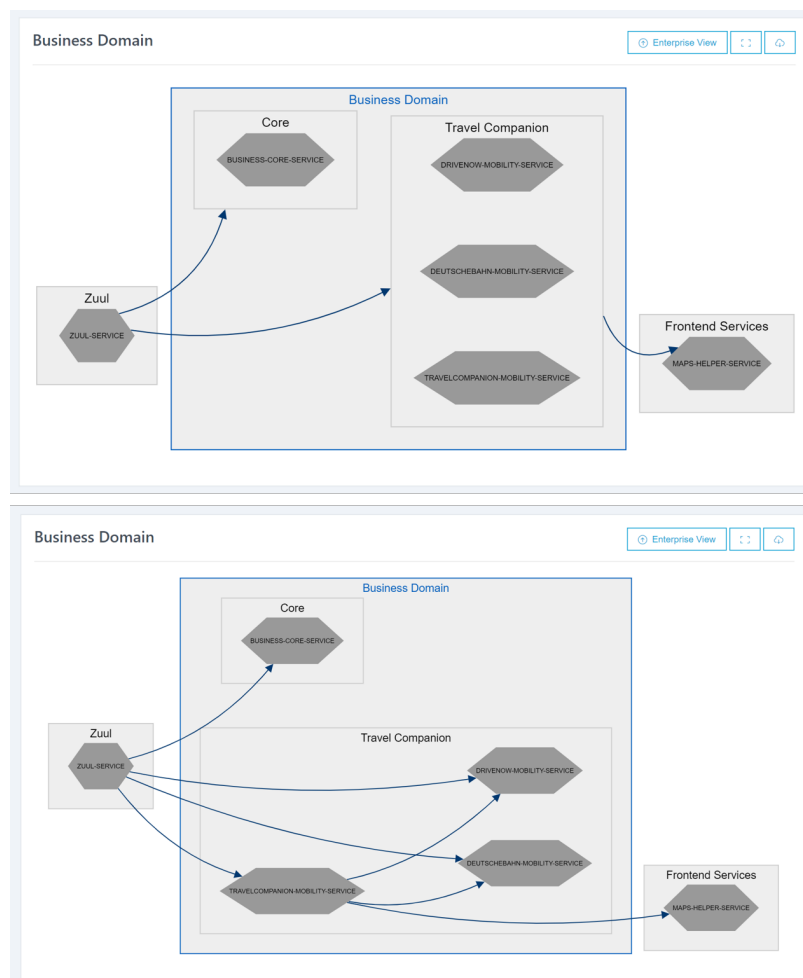 Business Domain
Enterprise View
Business Domain
Core
BUSINESS-CORE-SERVICE
Travel Companion
DRIVENOW-MOBILITY-SERVICE
DEUTSCHEBAHN-MOBILITY-SERVICE
TRAVELCOMPANION-MOBILITY-SERVICE
Zuul
ZUUL-SERVICE
Frontend Services
MAPS-HELPER-SERVICE
Business Domain
Enterprise View
Business Domain
Core
BUSINESS-CORE-SERVICE
Zuul
ZUUL-SERVICE
Travel Companion
DRIVENOW-MOBILITY-SERVICE
DEUTSCHEBAHN-MOBILITY-SERVICE
TRAVELCOMPANION-MOBILITY-SERVICE
Frontend Services
MAPS-HELPER-SERVICE